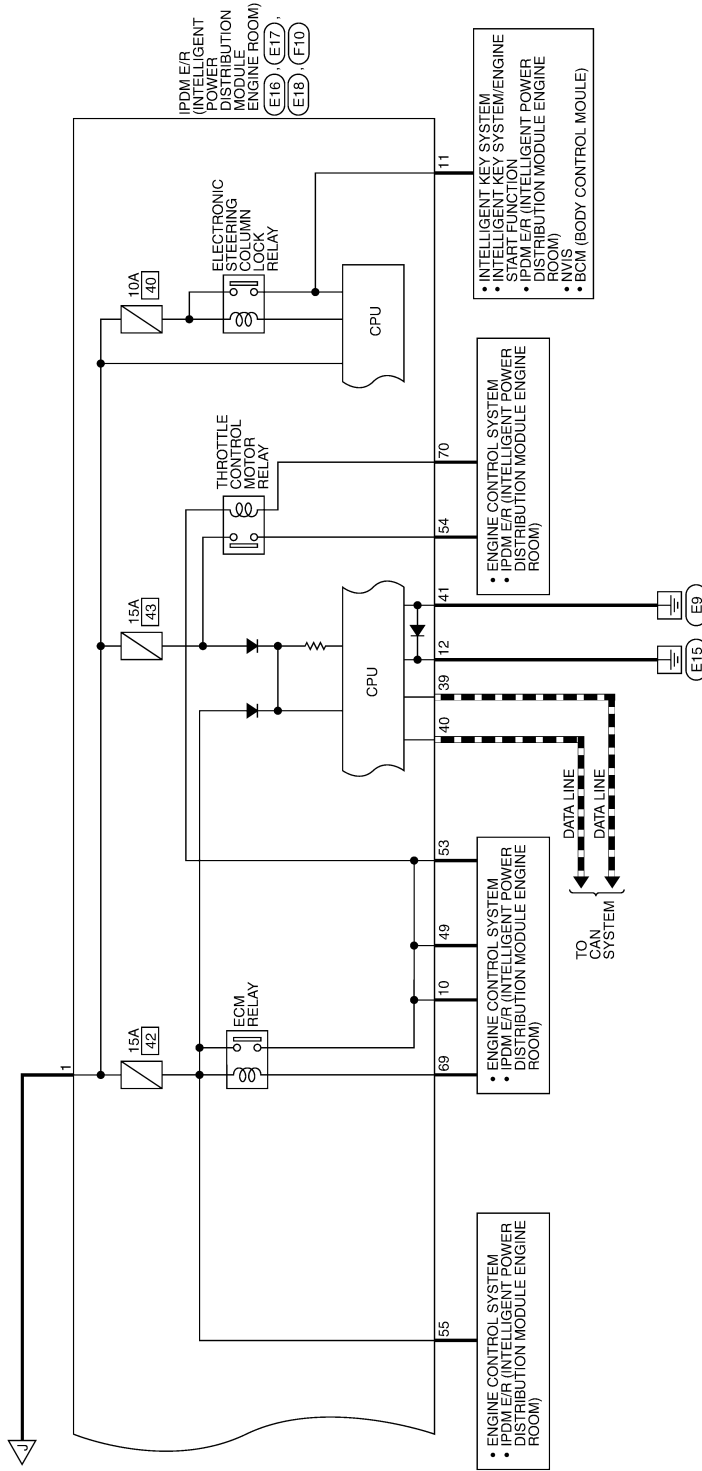 J
1
15A
42
15A
43
10A
40
IPDM E/R
(INTELLIGENT
POWER
DISTRIBUTION
MODULE
ENGINE ROOM)
E16 , E17 ,
E18 , F10
ECM
RELAY
THROTTLE
CONTROL
MOTOR
RELAY
ELECTRONIC
STEERING
COLUMN
LOCK
RELAY
CPU
CPU
55
69
10
49
53
40
39
12
41
54
70
11
• ENGINE CONTROL SYSTEM
• IPDM E/R (INTELLIGENT POWER
DISTRIBUTION MODULE ENGINE
ROOM)
• ENGINE CONTROL SYSTEM
• IPDM E/R (INTELLIGENT POWER
DISTRIBUTION MODULE ENGINE
ROOM)
• ENGINE CONTROL SYSTEM
• IPDM E/R (INTELLIGENT POWER
DISTRIBUTION MODULE ENGINE
ROOM)
• INTELLIGENT KEY SYSTEM
• INTELLIGENT KEY SYSTEM/ENGINE
START FUNCTION
• IPDM E/R (INTELLIGENT POWER
DISTRIBUTION MODULE ENGINE
ROOM)
• NVIS
• BCM (BODY CONTROL MOULE)
DATA LINE
DATA LINE
TO
CAN
SYSTEM
E15
E9